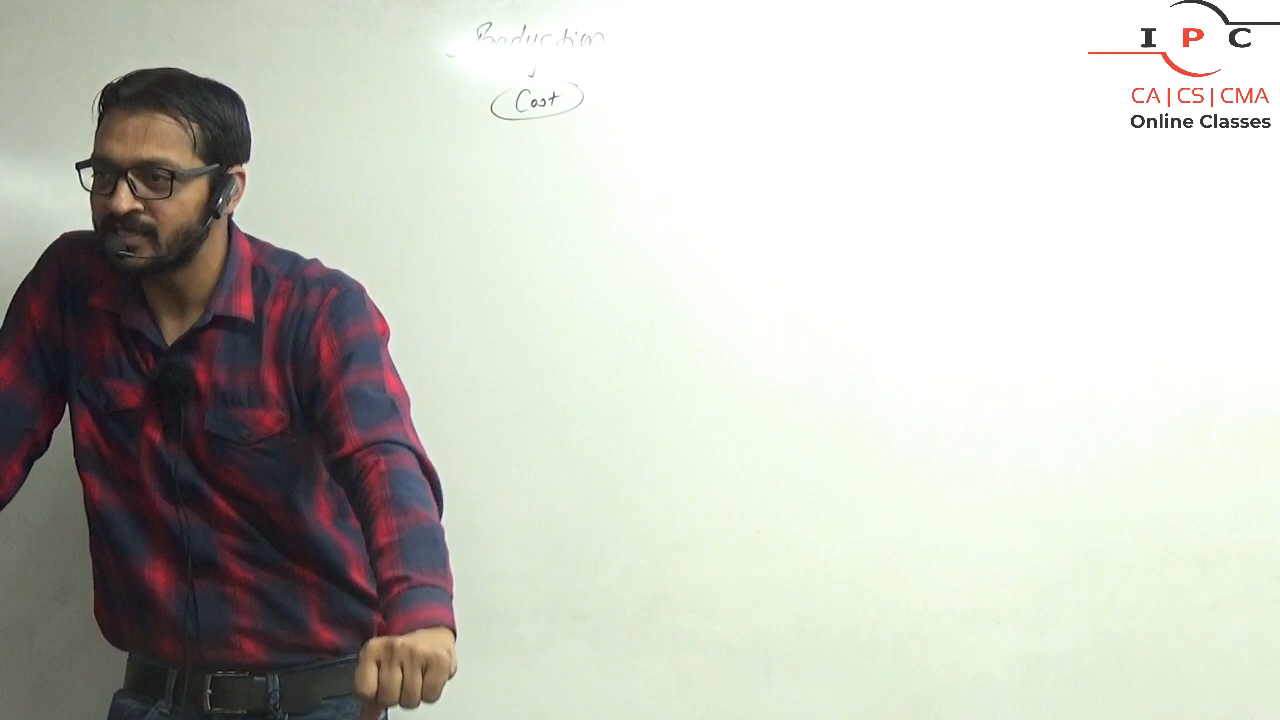 Production
Cost
I P C
CA | CS | CMA
Online Classes